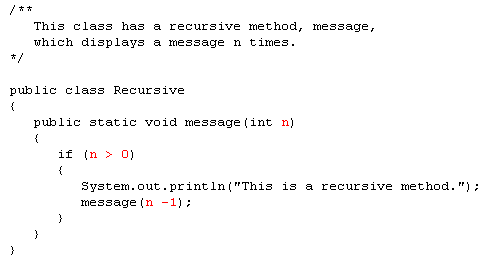 /**
   This class has a recursive method, message,
   which displays a message n times.
*/

public class Recursive
{
   public static void message(int n)
   {
      if (n > 0)
      {
         System.out.println("This is a recursive method.");
         message(n -1);
      }
   }
}